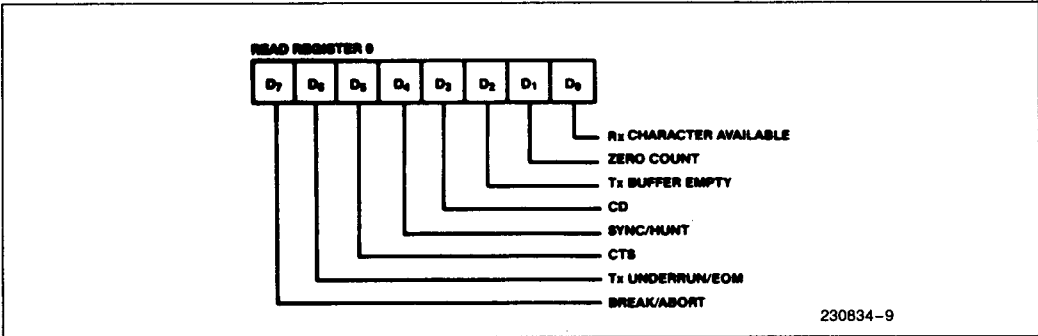 READ REGISTER 0
D7 D6 D5 D4 D3 D2 D1 D0
Rx CHARACTER AVAILABLE
ZERO COUNT
Tx BUFFER EMPTY
CD
SYNC/HUNT
CTS
Tx UNDERRUN/EOM
BREAK/ABORT
230834-9